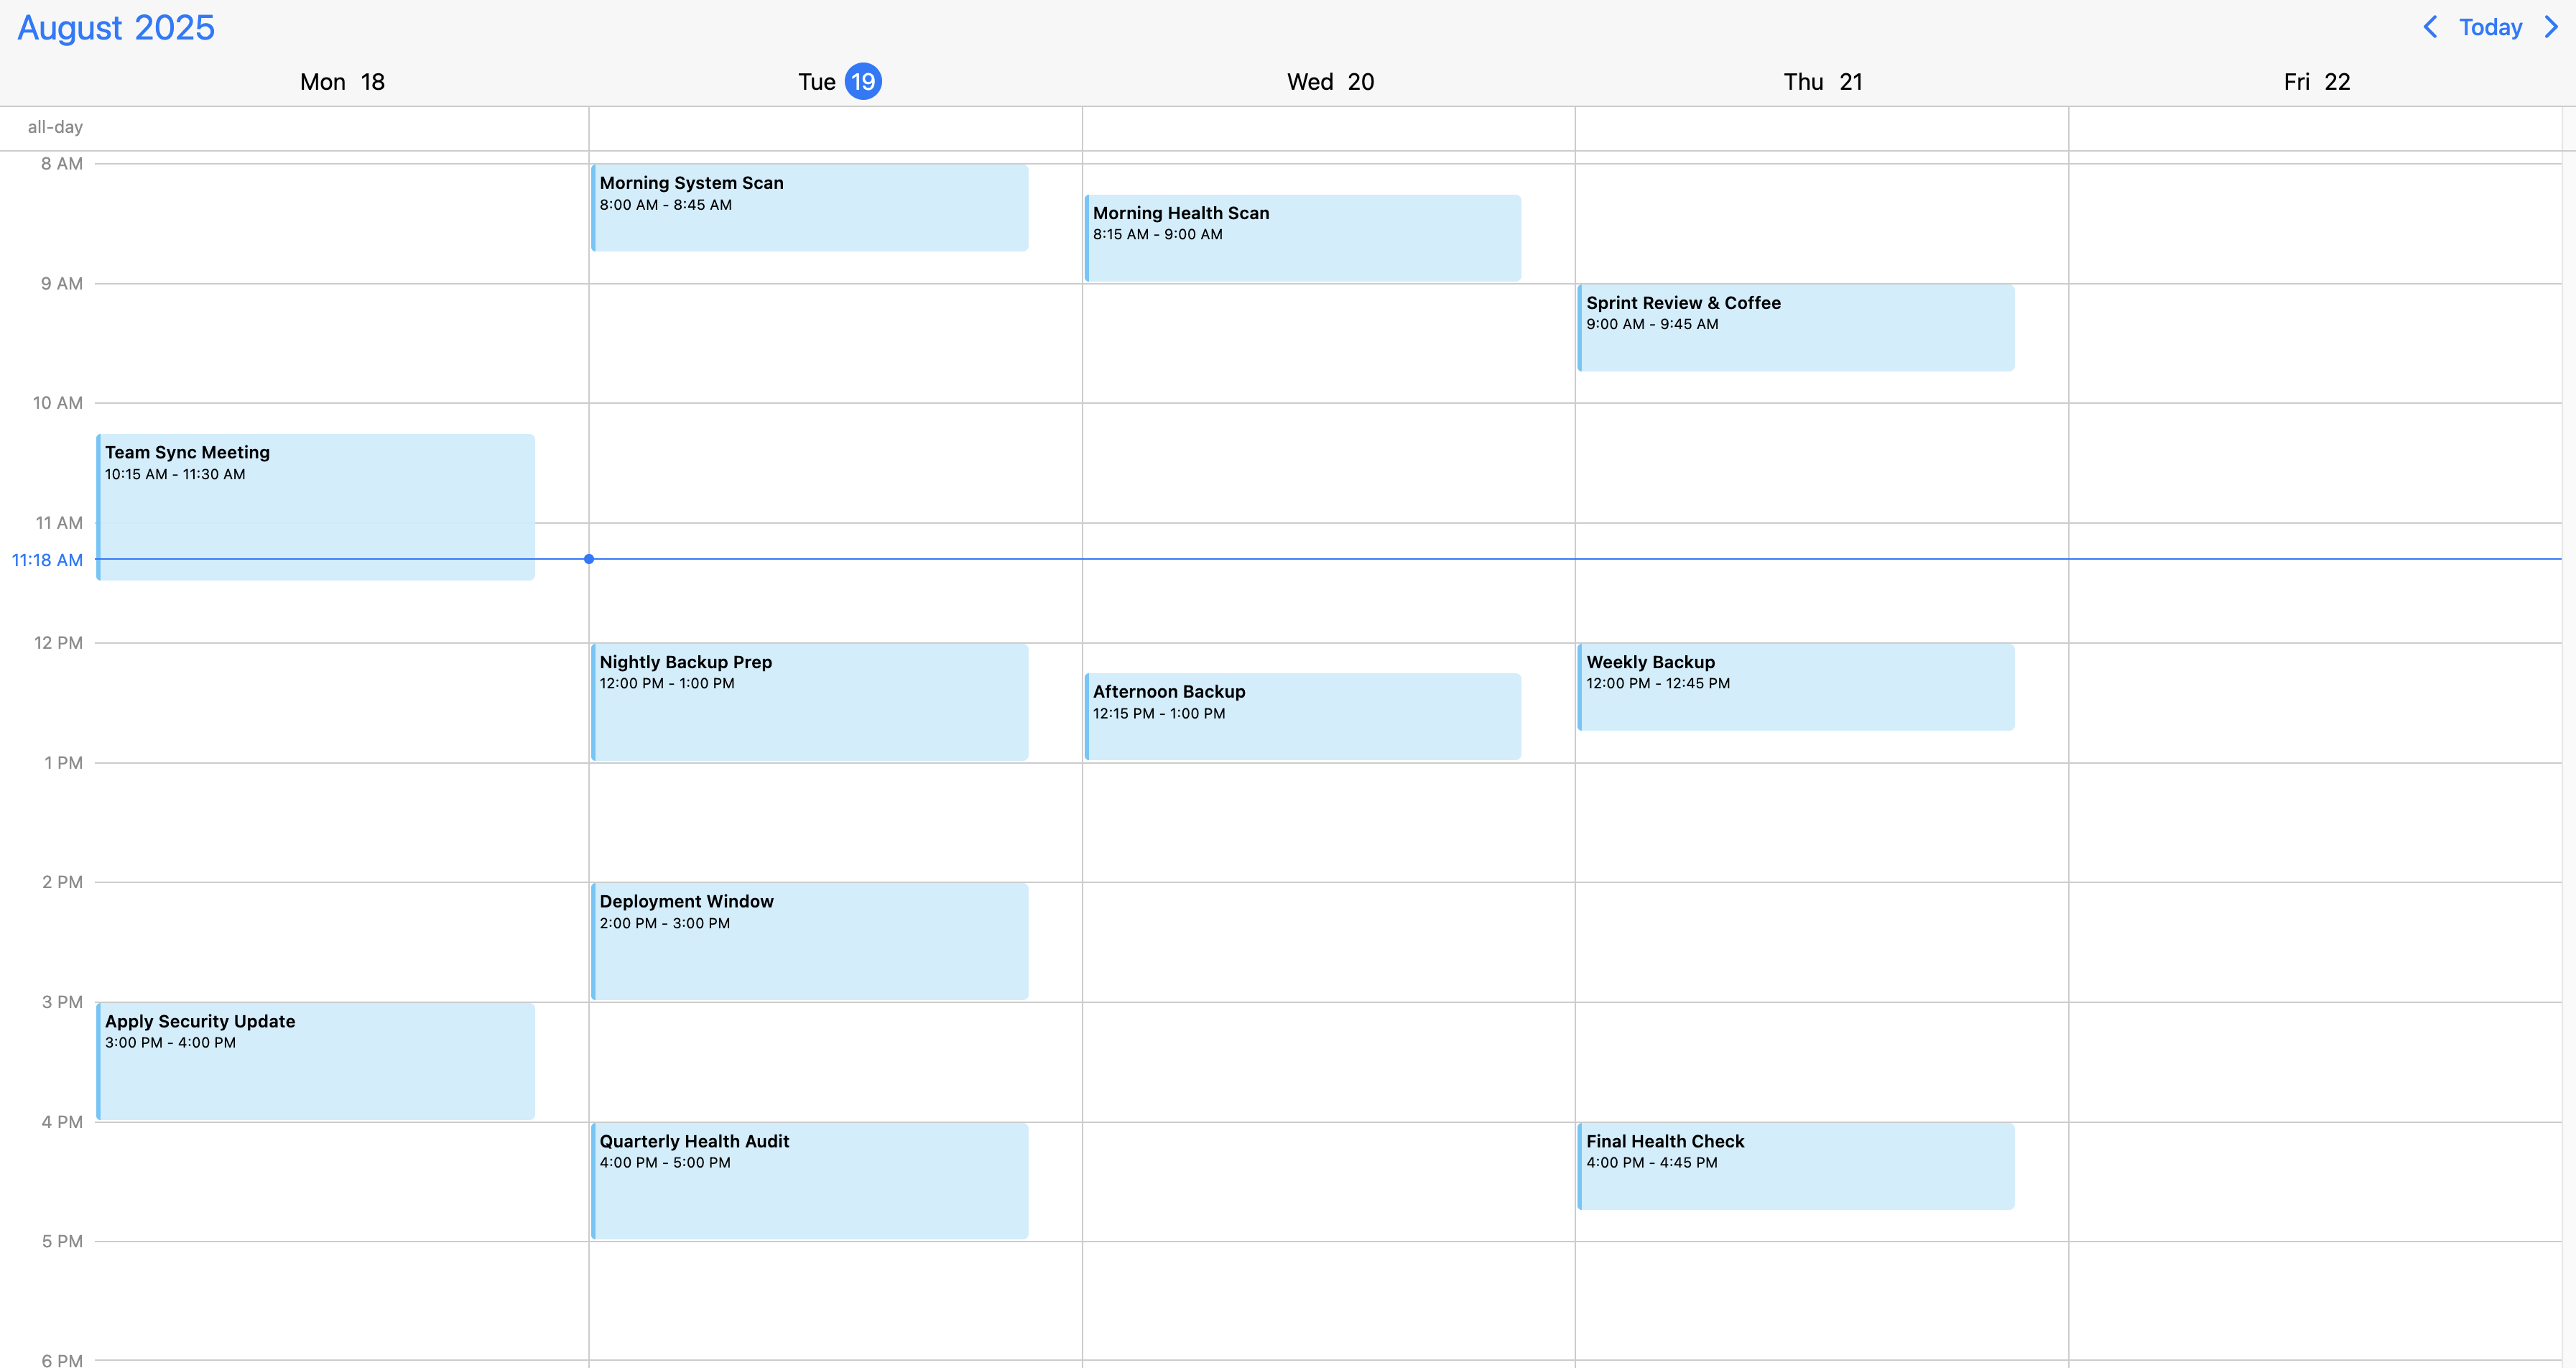 August 2025
Today
Mon 18
Tue 19
Wed 20
Thu 21
Fri 22
all-day
8 AM
9 AM
10 AM
11 AM
11:18 AM
12 PM
1 PM
2 PM
3 PM
4 PM
5 PM
6 PM
Team Sync Meeting
10:15 AM - 11:30 AM
Apply Security Update
3:00 PM - 4:00 PM
Morning System Scan
8:00 AM - 8:45 AM
Nightly Backup Prep
12:00 PM - 1:00 PM
Deployment Window
2:00 PM - 3:00 PM
Quarterly Health Audit
4:00 PM - 5:00 PM
Morning Health Scan
8:15 AM - 9:00 AM
Afternoon Backup
12:15 PM - 1:00 PM
Sprint Review & Coffee
9:00 AM - 9:45 AM
Weekly Backup
12:00 PM - 12:45 PM
Final Health Check
4:00 PM - 4:45 PM